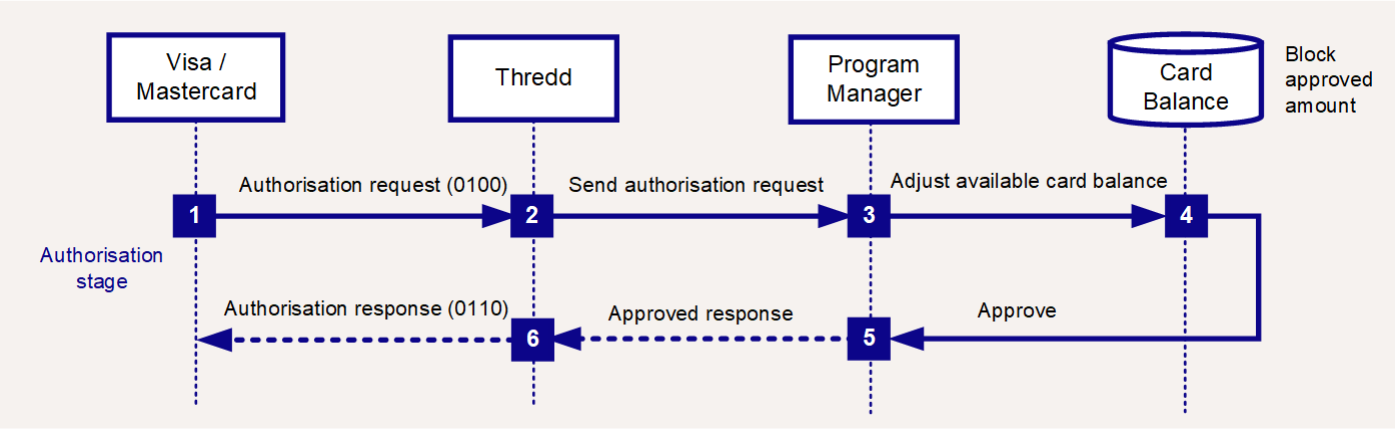 Visa /
Mastercard
Thredd
Program
Manager
Card
Balance
Block
approved
amount
Authorisation request (0100)
Send authorisation request
Adjust available card balance
1
2
3
4
Authorisation
stage
Authorisation response (0110)
Approved response
Approve
6
5